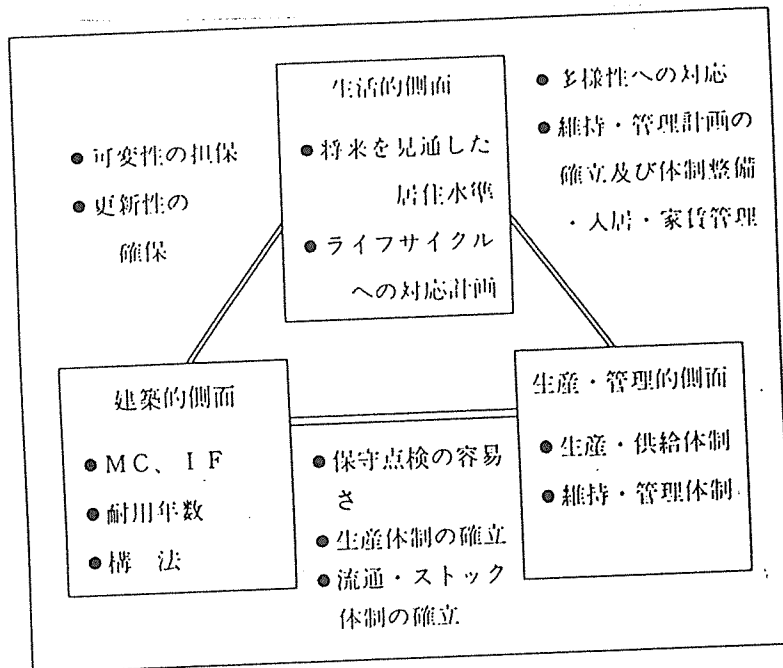 生活的側面
● 将来を見通した
居住水準
● ライフサイクル
への対応計画
● 可変性の担保
● 更新性の
確保
● 多様性への対応
● 維持・管理計画の
確立及び体制整備
・入居・家賃管理
建築的側面
● MC、IF
● 耐用年数
● 構 法
● 保守点検の容易
さ
● 生産体制の確立
● 流通・ストック
体制の確立
生産・管理的側面
● 生産・供給体制
● 維持・管理体制